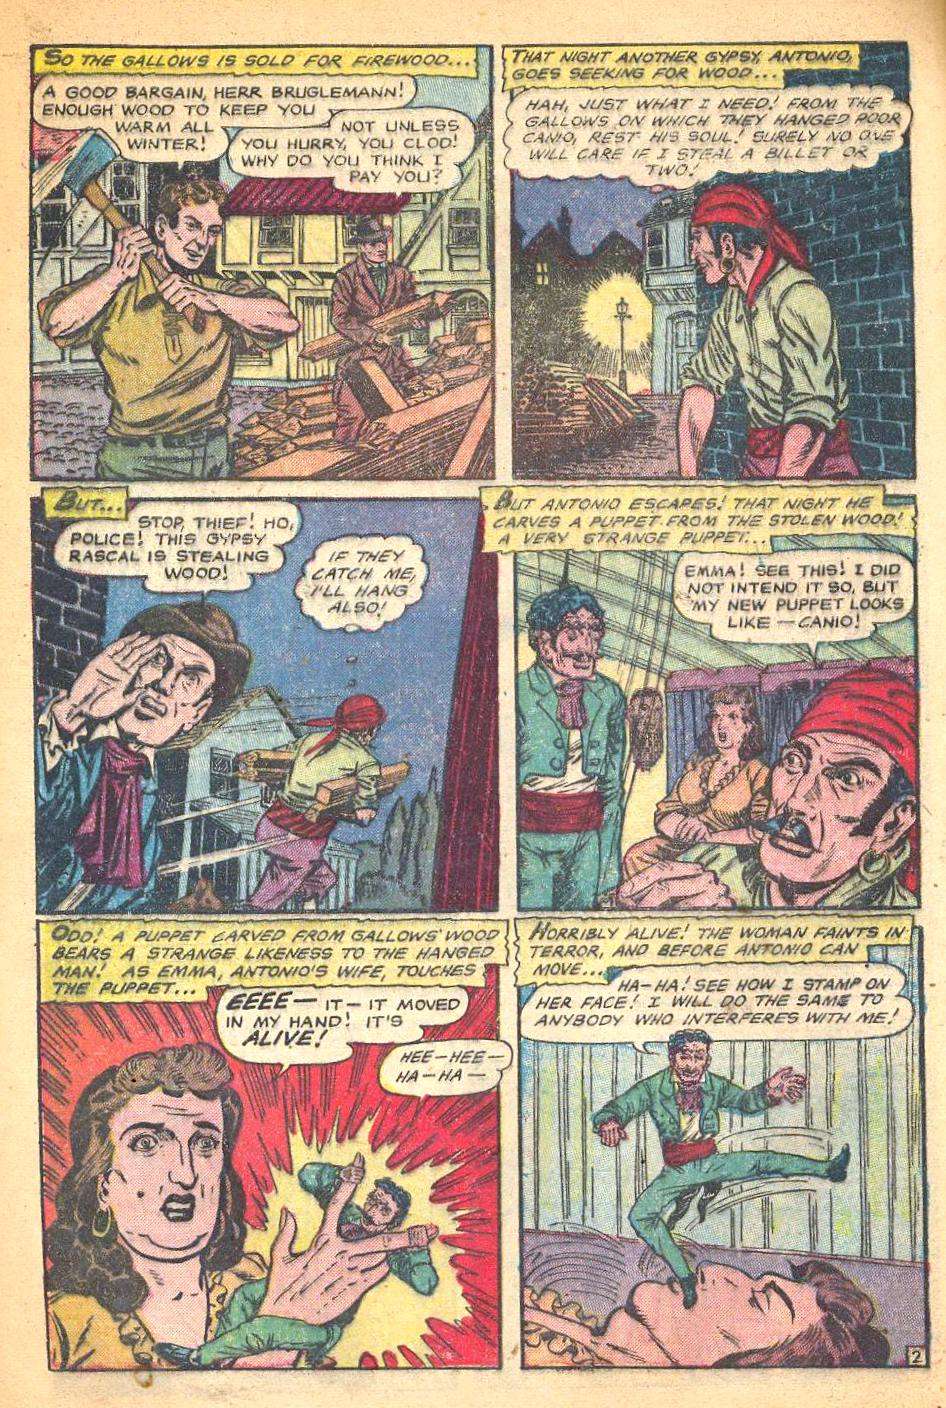 SO THE GALLOWS IS SOLD FOR FIREWOOD...
A GOOD BARGAIN, HERR BRUGLEMANN!
ENOUGH WOOD TO KEEP YOU
WARM ALL
WINTER!
NOT UNLESS
YOU HURRY, YOU CLOD!
WHY DO YOU THINK I
PAY YOU?
THAT NIGHT ANOTHER GYPSY, ANTONIO,
GOES SEEKING FOR WOOD...
HAH, JUST WHAT I NEED! FROM THE
GALLOWS ON WHICH THEY HANGED POOR
CANIO, REST HIS SOUL! SURELY NO ONE
WILL CARE IF I STEAL A BILLET OR
TWO!
BUT...
STOP, THIEF! HO,
POLICE! THIS GYPSY
RASCAL IS STEALING
WOOD!
IF THEY
CATCH ME,
I'LL HANG
ALSO!
BUT ANTONIO ESCAPES! THAT NIGHT HE
CARVES A PUPPET FROM THE STOLEN WOOD!
A VERY STRANGE PUPPET...
EMMA! SEE THIS! I DID
NOT INTEND IT SO, BUT
MY NEW PUPPET LOOKS
LIKE — CANIO!
ODD! A PUPPET CARVED FROM GALLOWS' WOOD
BEARS A STRANGE LIKENESS TO THE HANGED
MAN! AS EMMA, ANTONIO'S WIFE, TOUCHES
THE PUPPET...
EEEE— IT— IT MOVED
IN MY HAND! IT'S
ALIVE!
HEE-HEE—
HA-HA—
HORRIBLY ALIVE! THE WOMAN FAINTS IN
TERROR, AND BEFORE ANTONIO CAN
MOVE...
HA-HA! SEE HOW I STAMP ON
HER FACE! I WILL DO THE SAME TO
ANYBODY WHO INTERFERES WITH ME!
2